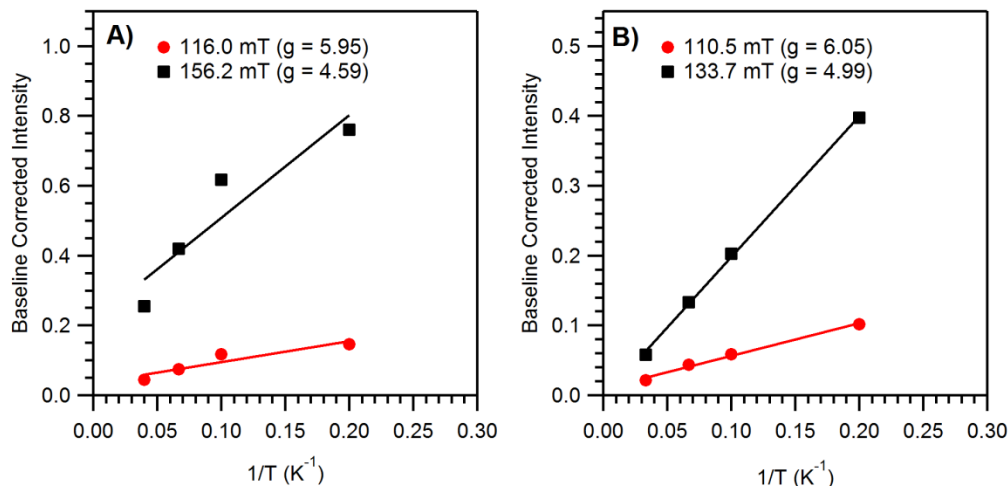 A)
116.0 mT (g = 5.95)
156.2 mT (g = 4.59)
Baseline Corrected Intensity
1.0
0.8
0.6
0.4
0.2
0.0
0.00 0.05 0.10 0.15 0.20 0.25 0.30
1/T (K⁻¹)
B)
110.5 mT (g = 6.05)
133.7 mT (g = 4.99)
Baseline Corrected Intensity
0.5
0.4
0.3
0.2
0.1
0.0
0.00 0.05 0.10 0.15 0.20 0.25 0.30
1/T (K⁻¹)